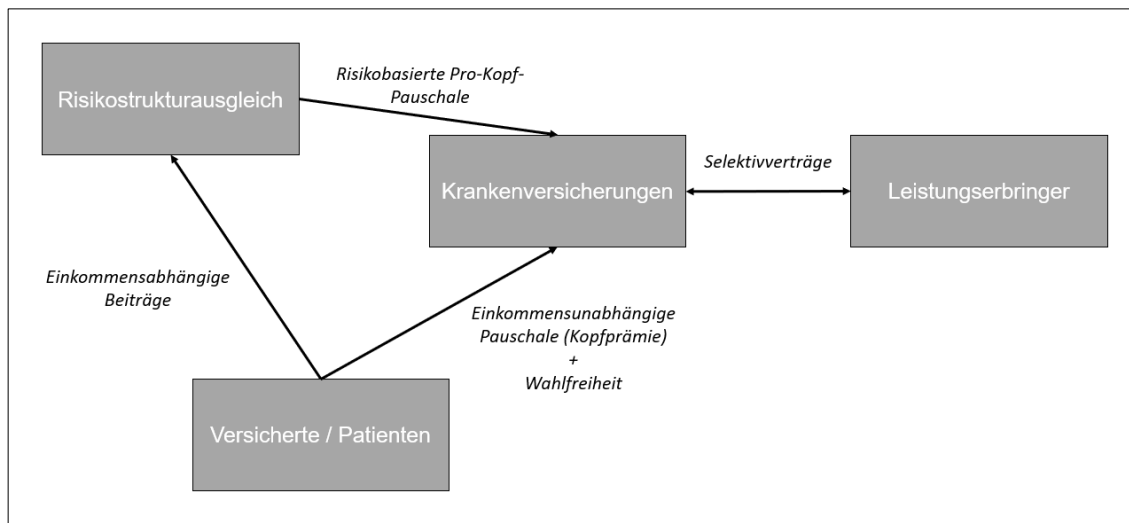 Risikostrukturausgleich
Risikobasierte Pro-Kopf-
Pauschale
Krankenversicherungen
Selektivverträge
Leistungserbringer
Einkommensabhängige
Beiträge
Einkommensunabhängige
Pauschale (Kopfprämie)
+
Wahlfreiheit
Versicherte / Patienten